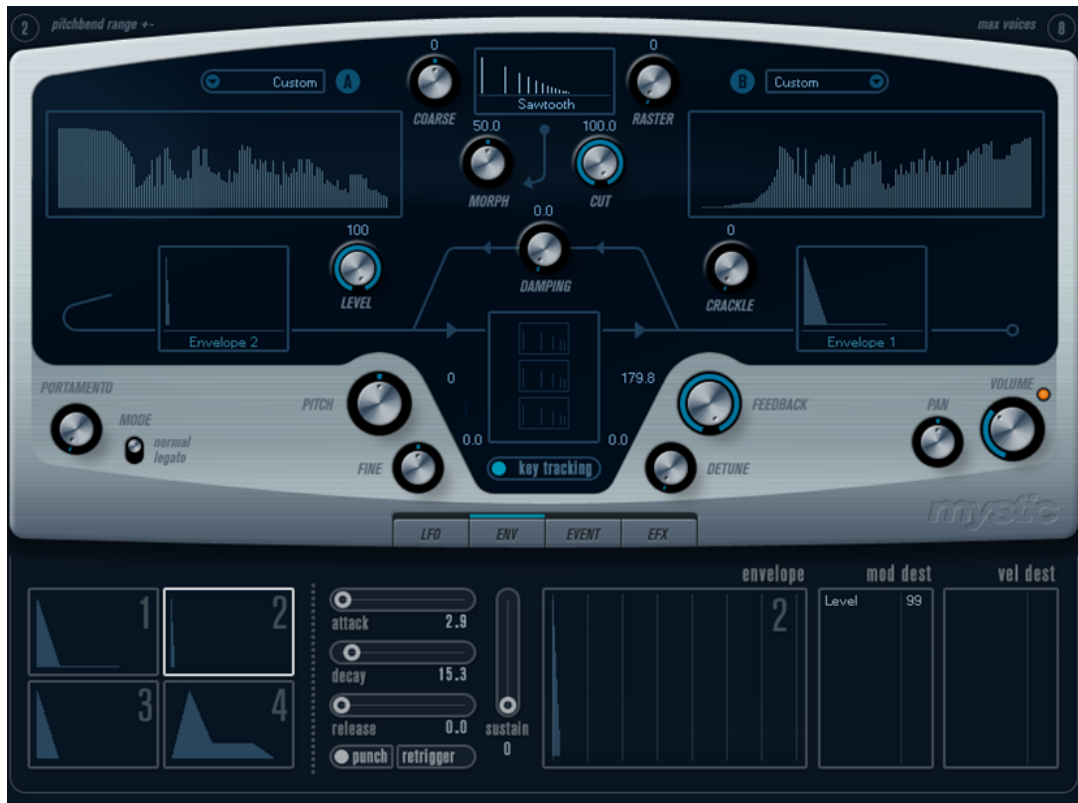 2 pitchbend range +-
max voices 8
0
0
Custom A
B Custom
Sawtooth
COARSE
RASTER
50.0
100.0
MORPH
CUT
0.0
100
0
LEVEL
DAMPING
CRACKLE
Envelope 2
Envelope 1
PORTAMENTO
0
179.8
VOLUME
PITCH
FEEDBACK
PAN
MODE
normal
legato
0.0
0.0
FINE
key tracking
DETUNE
mystic
LFO
ENV
EVENT
EFX
envelope
mod dest
vel dest
1
2
3
4
attack 2.9
decay 15.3
release 0.0
punch
retrigger
sustain
0
2
Level 99